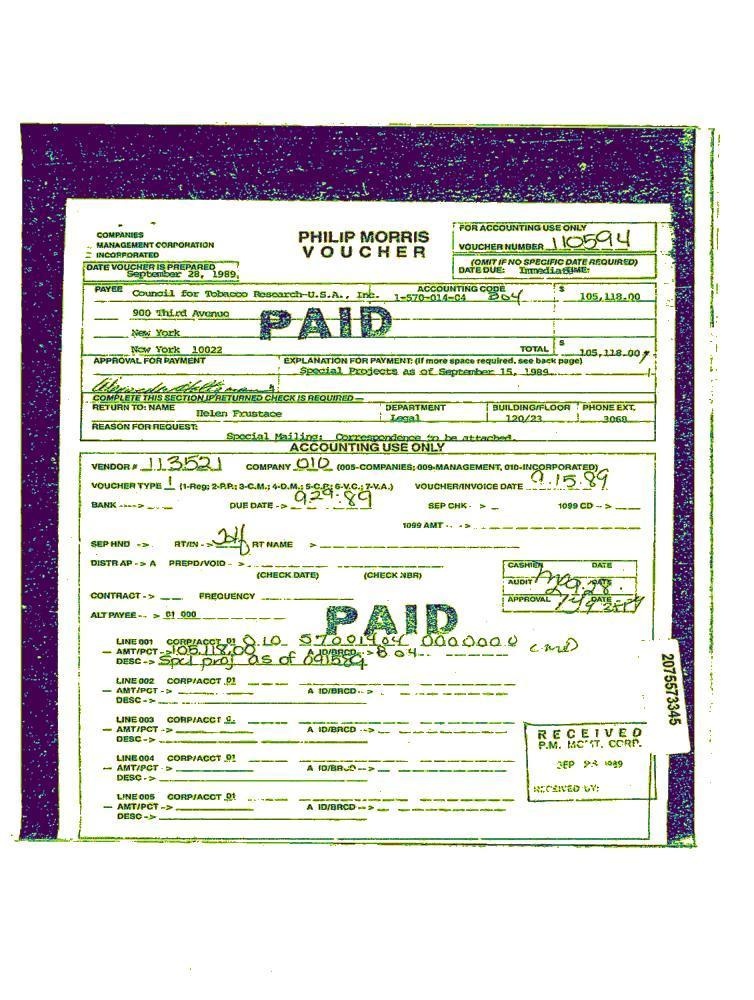 COMPANIES
MANAGEMENT CORPORATION
INCORPORATED
PHILIP MORRIS
VOUCHER
FOR ACCOUNTING USE ONLY
VOUCHER NUMBER 110594
(OMIT IF NO SPECIFIC DATE REQUIRED)
DATE DUE:
DATE VOUCHER IS PREPARED
September 28, 1989
PAYEE Council for Tobacco Research-U.S.A., Inc.
ACCOUNTING CODE
1-570-014-C4 B04 $ 105,118.00
900 Third Avenue
PAID
New York
New York 10022 TOTAL $ 105,118.00
APPROVAL FOR PAYMENT EXPLANATION FOR PAYMENT: (If more space required, see back page)
Special Projects as of September 15, 1989
COMPLETE THIS SECTION IF RETURNED CHECK IS REQUIRED —
RETURN TO: NAME Helen Frustace DEPARTMENT Legal BUILDING/FLOOR 120/23 PHONE EXT. 3068
REASON FOR REQUEST:
Special Mailing: Correspondence to be attached.
ACCOUNTING USE ONLY
VENDOR # 113521 COMPANY 010 (005-COMPANIES; 009-MANAGEMENT, 010-INCORPORATED)
VOUCHER TYPE 1 (1-Reg; 2-P.P.; 3-C.M.; 4-D.M.; 5-C.P.; 6-V.C.; 7-V.A.) VOUCHER/INVOICE DATE 9.15.89
BANK ----> DUE DATE -> 929.89 SEP CHK - > 1099 CD -->
1099 AMT -- ->
SEP HND -> RT/IN -> RT NAME >
DISTR AP -> A PREPD/VOID - >
(CHECK DATE) (CHECK NBR)
CASHIER DATE
AUDIT DATE
APPROVAL DATE
CONTRACT -> FREQUENCY
ALT PAYEE -- > 01 000
PAID
LINE 001 CORP/ACCT 01 010 57001404 0000000
AMT/PCT -> 105,118.00 A ID/BRCD --> B04
DESC -> Spcl proj as of 091589
LINE 002 CORP/ACCT 01
AMT/PCT -> A ID/BRCD -->
DESC ->
LINE 003 CORP/ACCT
AMT/PCT -> A ID/BRCD -->
DESC ->
LINE 004 CORP/ACCT 01
AMT/PCT -> A ID/BRCD -->
DESC ->
LINE 005 CORP/ACCT 01
AMT/PCT -> A ID/BRCD -->
DESC ->
RECEIVED
P.M. MGMT. CORP.
SEP 1989
RECEIVED BY:
2075573345